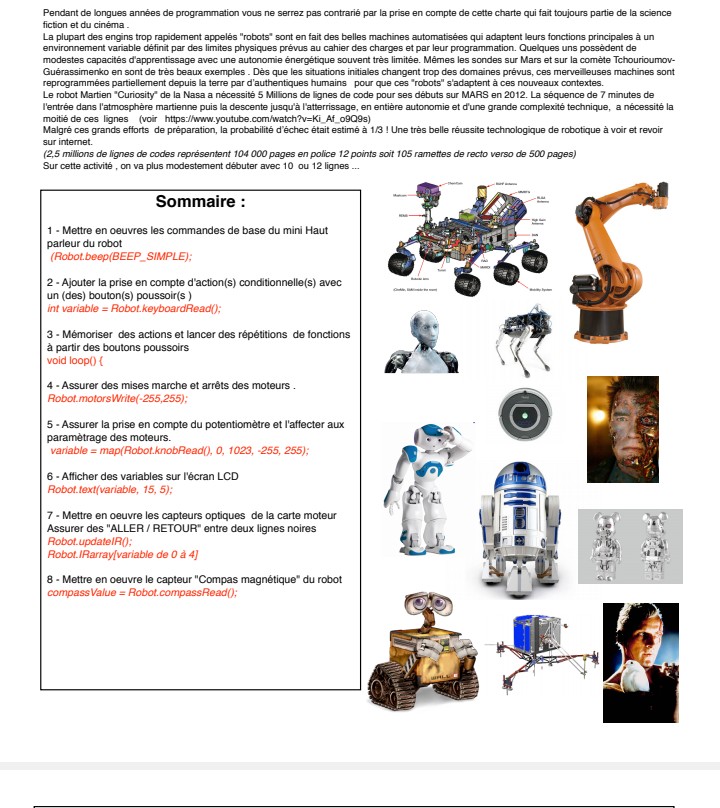 Pendant de longues années de programmation vous ne serrez pas contrarié par la prise en compte de cette charte qui fait toujours partie de la science
fiction et du cinéma .
La plupart des engins trop rapidement appelés "robots" sont en fait des belles machines automatisées qui adaptent leurs fonctions principales à un
environnement variable définit par des limites physiques prévus au cahier des charges et par leur programmation. Quelques uns possèdent de
modestes capacités d'apprentissage avec une autonomie énergétique souvent très limitée. Mêmes les sondes sur Mars et sur la comète Tchourioumov-
Guérassimenko en sont de très beaux exemples . Dès que les situations initiales changent trop des domaines prévus, ces merveilleuses machines sont
reprogrammées partiellement depuis la terre par d'authentiques humains pour que ces "robots" s'adaptent à ces nouveaux contextes.
Le robot Martien "Curiosity" de la Nasa a nécessité 5 Millions de lignes de code pour ses débuts sur MARS en 2012. La séquence de 7 minutes de
l'entrée dans l'atmosphère martienne puis la descente jusqu'à l'atterrissage, en entière autonomie et d'une grande complexité technique, a nécessité la
moitié de ces lignes (voir https://www.youtube.com/watch?v=Ki_Af_o9Q9s)
Malgré ces grands efforts de préparation, la probabilité d'échec était estimé à 1/3 ! Une très belle réussite technologique de robotique à voir et revoir
sur internet.
(2,5 millions de lignes de codes représentent 104 000 pages en police 12 points soit 105 ramettes de recto verso de 500 pages)
Sur cette activité , on va plus modestement débuter avec 10 ou 12 lignes ...
Sommaire :
1 - Mettre en oeuvres les commandes de base du mini Haut
parleur du robot
(Robot.beep(BEEP_SIMPLE);
2 - Ajouter la prise en compte d'action(s) conditionnelle(s) avec
un (des) bouton(s) poussoir(s )
int variable = Robot.keyboardRead();
3 - Mémoriser des actions et lancer des répétitions de fonctions
à partir des boutons poussoirs
void loop() {
4 - Assurer des mises marche et arrêts des moteurs .
Robot.motorsWrite(-255,255);
5 - Assurer la prise en compte du potentiomètre et l'affecter aux
paramètrage des moteurs.
variable = map(Robot.knobRead(), 0, 1023, -255, 255);
6 - Afficher des variables sur l'écran LCD
Robot.text(variable, 15, 5);
7 - Mettre en oeuvre les capteurs optiques de la carte moteur
Assurer des "ALLER / RETOUR" entre deux lignes noires
Robot.updateIR();
Robot.IRarray[variable de 0 à 4]
8 - Mettre en oeuvre le capteur "Compas magnétique" du robot
compassValue = Robot.compassRead();